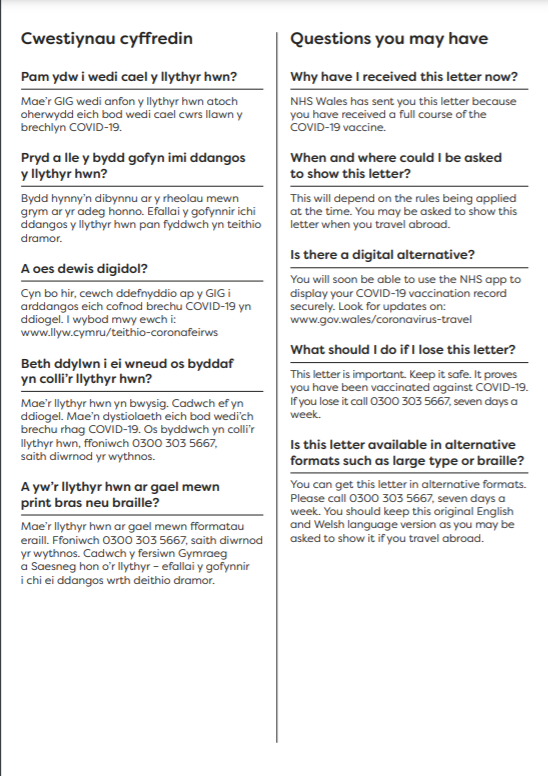 Cwestiynau cyffredin
Pam ydw i wedi cael y llythyr hwn?
Mae'r GIG wedi anfon y llythyr hwn atoch
oherwydd eich bod wedi cael cwrs llawn y
brechlyn COVID-19.
Pryd a lle y bydd gofyn imi ddangos
y llythyr hwn?
Bydd hynny'n dibynnu ar y rheolau mewn
grym ar yr adeg honno. Efallai y gofynnir ichi
ddangos y llythyr hwn pan fyddwch yn teithio
dramor.
A oes dewis digidol?
Cyn bo hir, cewch ddefnyddio ap y GIG i
arddangos eich cofnod brechu COVID-19 yn
ddiogel. I wybod mwy ewch i:
www.llyw.cymru/teithio-coronafeirws
Beth ddylwn i ei wneud os byddaf
yn colli'r llythyr hwn?
Mae'r llythyr hwn yn bwysig. Cadwch ef yn
ddiogel. Mae'n dystiolaeth eich bod wedi'ch
brechu rhag COVID-19. Os byddwch yn colli'r
llythyr hwn, ffoniwch 0300 303 5667,
saith diwrnod yr wythnos.
A yw'r llythyr hwn ar gael mewn
print bras neu braille?
Mae'r llythyr hwn ar gael mewn fformatau
eraill. Ffoniwch 0300 303 5667, saith diwrnod
yr wythnos. Cadwch y fersiwn Gymraeg
a Saesneg hon o'r llythyr – efallai y gofynnir
i chi ei ddangos wrth deithio dramor.
Questions you may have
Why have I received this letter now?
NHS Wales has sent you this letter because
you have received a full course of the
COVID-19 vaccine.
When and where could I be asked
to show this letter?
This will depend on the rules being applied
at the time. You may be asked to show this
letter when you travel abroad.
Is there a digital alternative?
You will soon be able to use the NHS app to
display your COVID-19 vaccination record
securely. Look for updates on:
www.gov.wales/coronavirus-travel
What should I do if I lose this letter?
This letter is important. Keep it safe. It proves
you have been vaccinated against COVID-19.
If you lose it call 0300 303 5667, seven days a
week.
Is this letter available in alternative
formats such as large type or braille?
You can get this letter in alternative formats.
Please call 0300 303 5667, seven days a
week. You should keep this original English
and Welsh language version as you may be
asked to show it if you travel abroad.